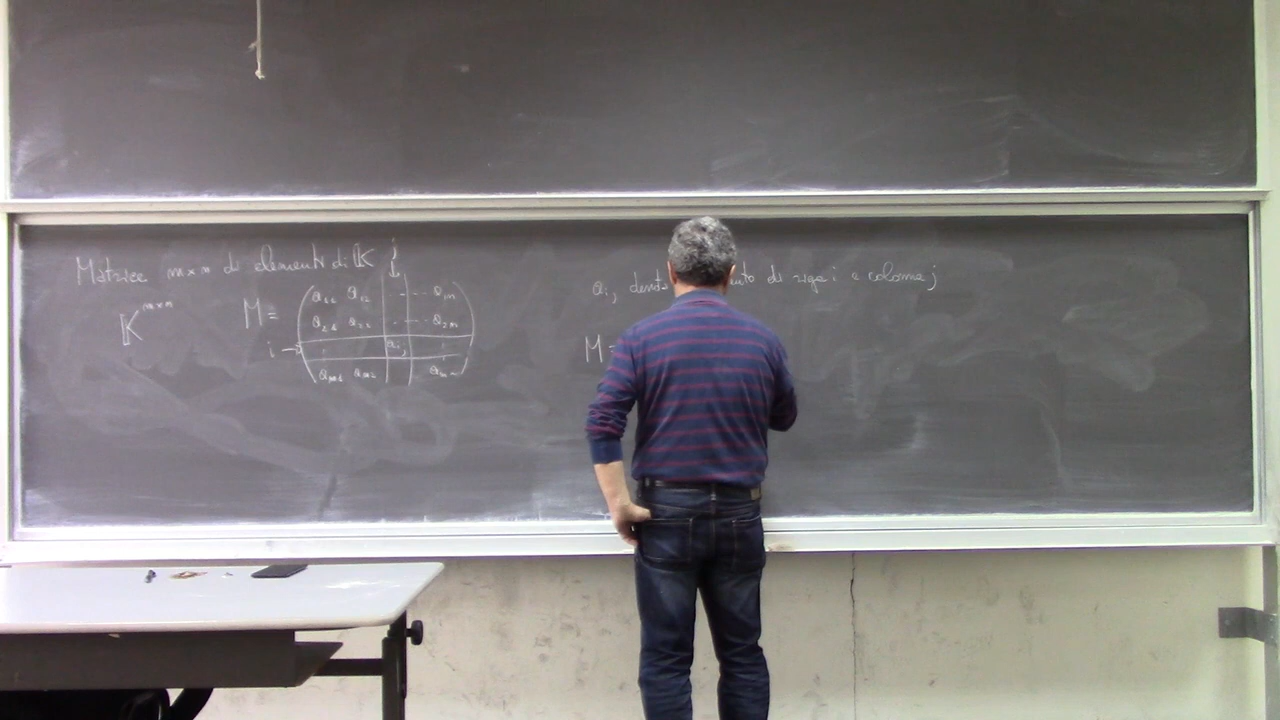 Matrice m×n di elementi di 𝕂 j
𝕂^{m×n}
M = ( a₁₁ a₁₂ ···· a₁ₙ
a₂₁ a₂₂ ···· a₂ₙ
i → aᵢⱼ
aₘ₁ aₘ₂ aₘₙ )
aᵢⱼ di riga i e colonna j
M =